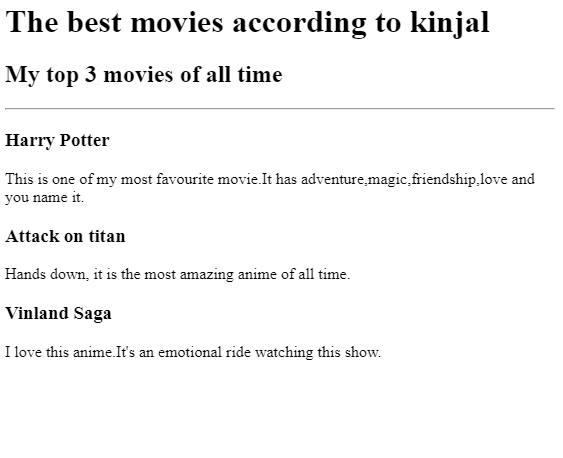 The best movies according to kinjal
My top 3 movies of all time
Harry Potter
This is one of my most favourite movie.It has adventure,magic,friendship,love and
you name it.
Attack on titan
Hands down, it is the most amazing anime of all time.
Vinland Saga
I love this anime.It's an emotional ride watching this show.